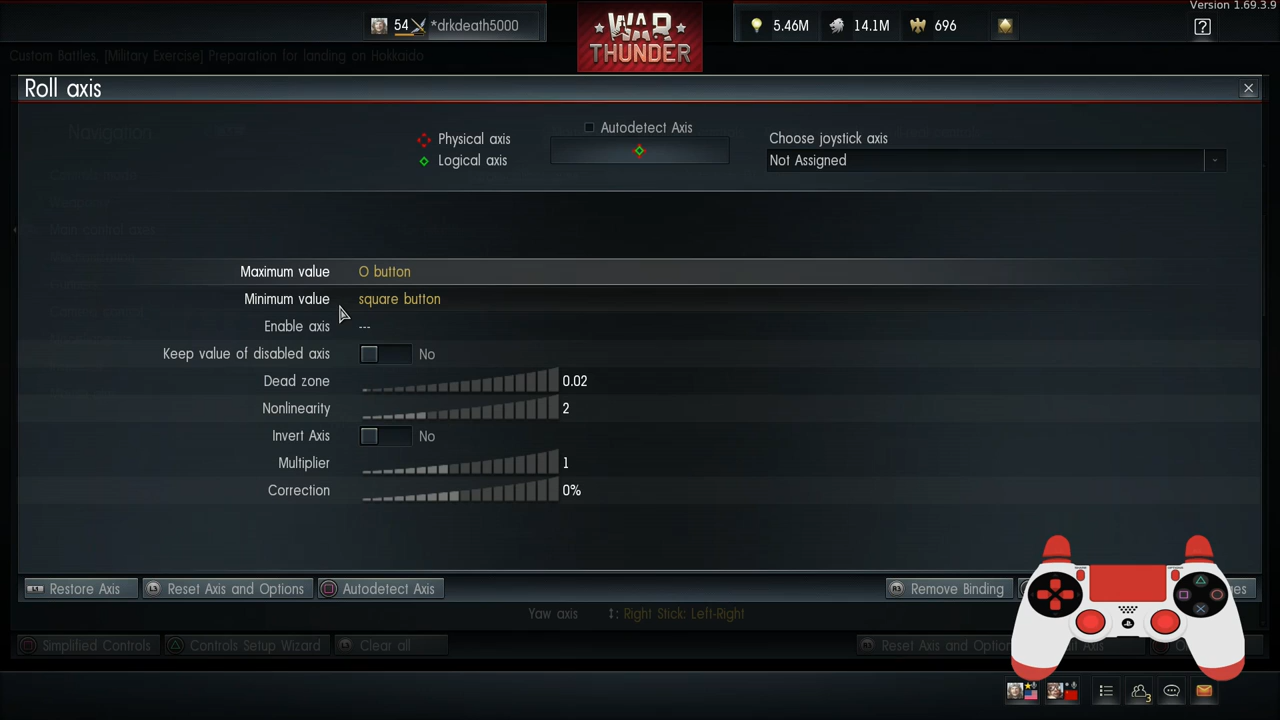 Version 1.69.3.9
54 *drkdeath5000
WAR THUNDER
5.46M 14.1M 696
Custom Battles, [Military Exercise] Preparation for landing on Hokkaido
Roll axis
Navigation
Physical axis
Logical axis
Autodetect Axis
Choose joystick axis
Not Assigned
Maximum value O button
Minimum value square button
Enable axis ---
Keep value of disabled axis No
Dead zone 0.02
Nonlinearity 2
Invert Axis No
Multiplier 1
Correction 0%
Restore Axis Reset Axis and Options Autodetect Axis Remove Binding
Yaw axis : Right Stick: Left-Right
Simplified Controls Controls Setup Wizard Clear all Reset Axis and
3